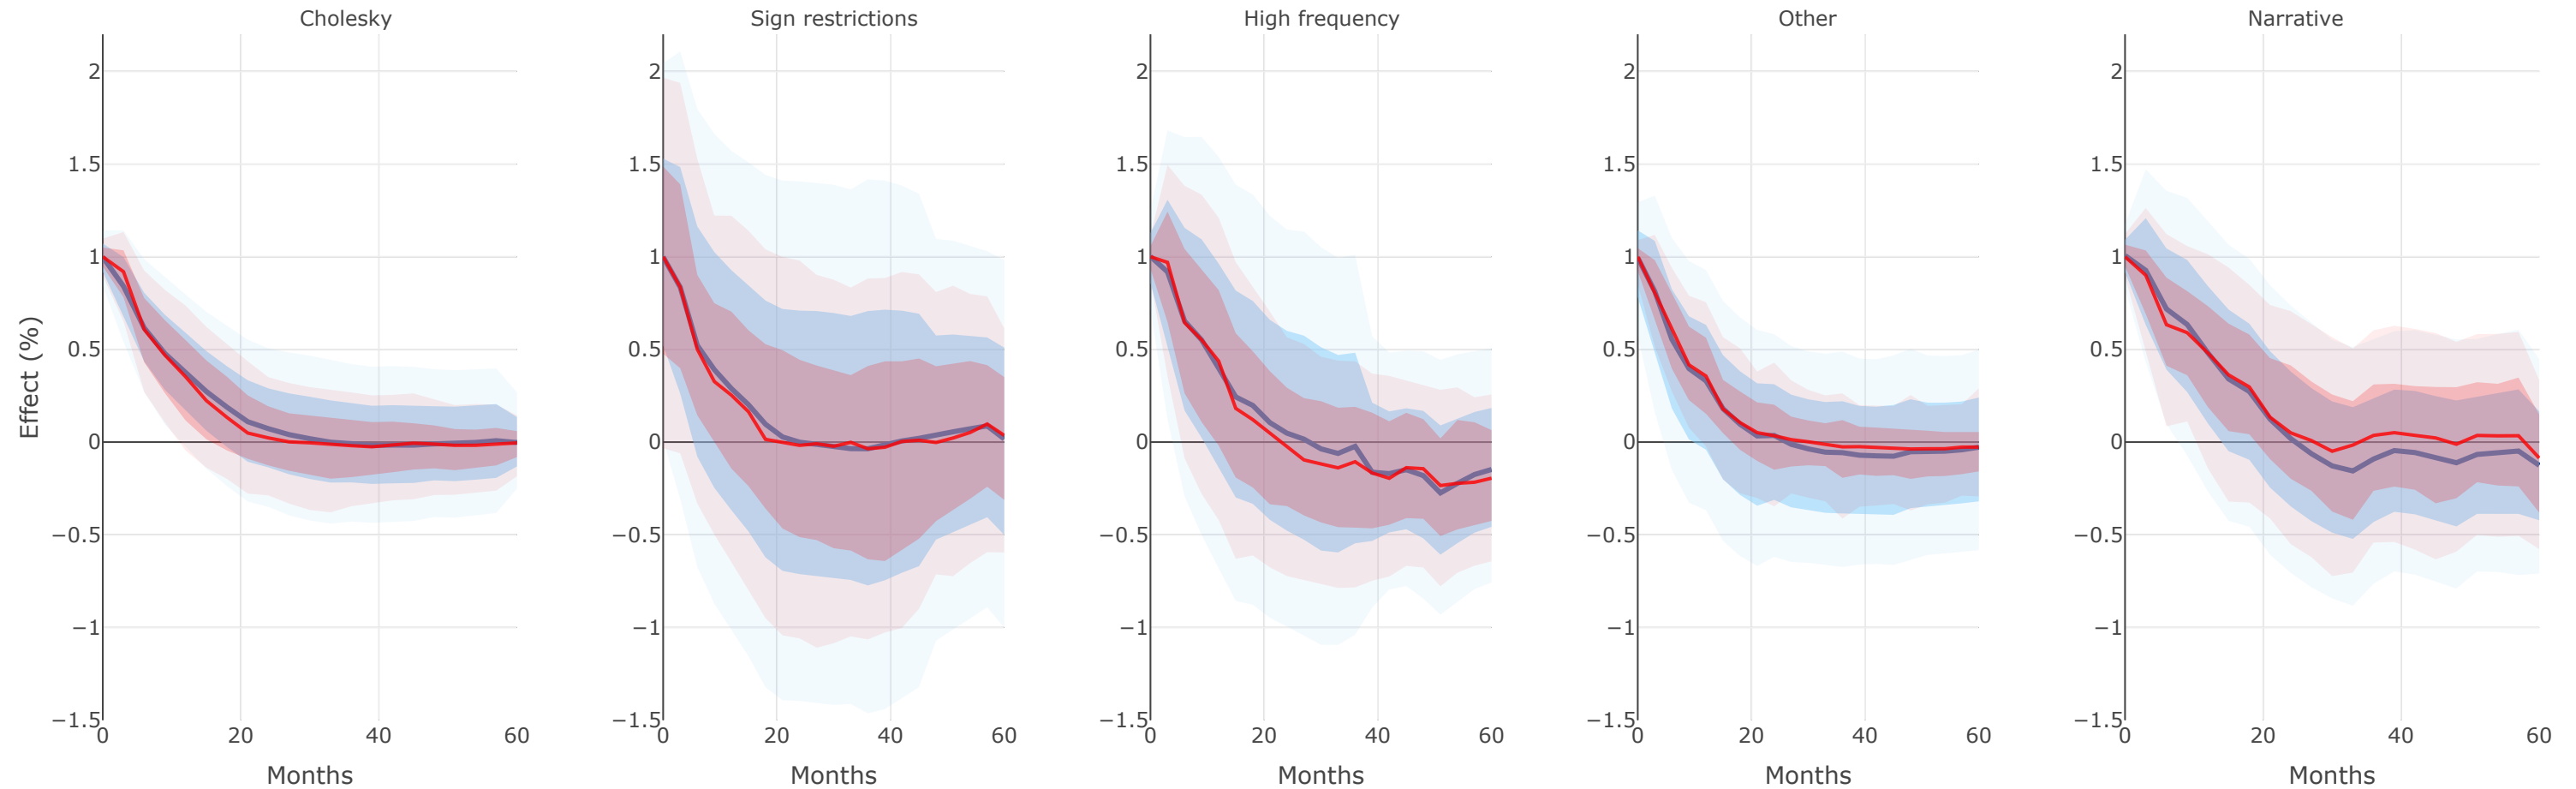 Cholesky Sign restrictions High frequency Other Narrative
2 2 2 2 2
1.5 1.5 1.5 1.5 1.5
1 1 1 1 1
0.5 0.5 0.5 0.5 0.5
0 0 0 0 0
−0.5 −0.5 −0.5 −0.5 −0.5
−1 −1 −1 −1 −1
−1.5 −1.5 −1.5 −1.5 −1.5
Effect (%)
0 20 40 60 0 20 40 60 0 20 40 60 0 20 40 60 0 20 40 60
Months Months Months Months Months